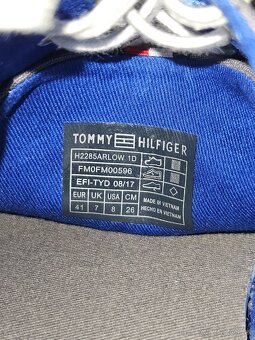 TOMMY HILFIGER
H2285ARLOW 1D
FM0FM00596
EFI-TYD 08/17
EUR UK USA CM
41 7 8 26
MADE IN VIETNAM
HECHO EN VIETNAM